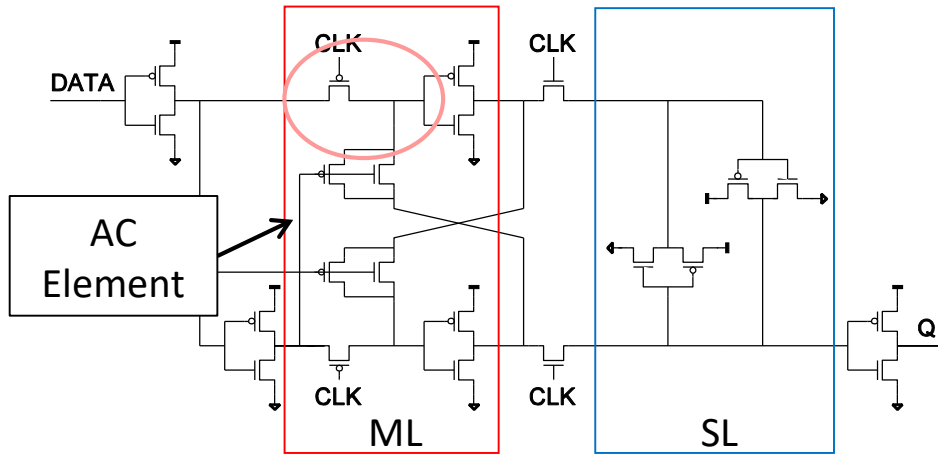 CLK
CLK
DATA
AC
Element
Q
CLK
CLK
ML
SL